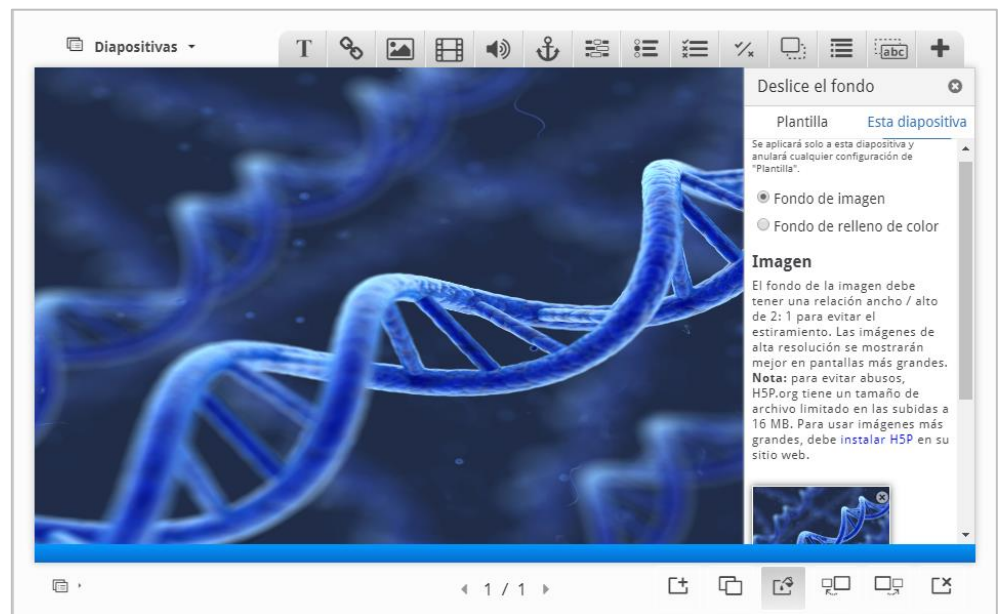 Diapositivas
T
abc
Deslice el fondo
Plantilla Esta diapositiva
Se aplicará solo a esta diapositiva y
anulará cualquier configuración de
"Plantilla".
Fondo de imagen
Fondo de relleno de color
Imagen
El fondo de la imagen debe
tener una relación ancho / alto
de 2: 1 para evitar el
estiramiento. Las imágenes de
alta resolución se mostrarán
mejor en pantallas más grandes.
Nota: para evitar abusos,
H5P.org tiene un tamaño de
archivo limitado en las subidas a
16 MB. Para usar imágenes más
grandes, debe instalar H5P en su
sitio web.
1 / 1